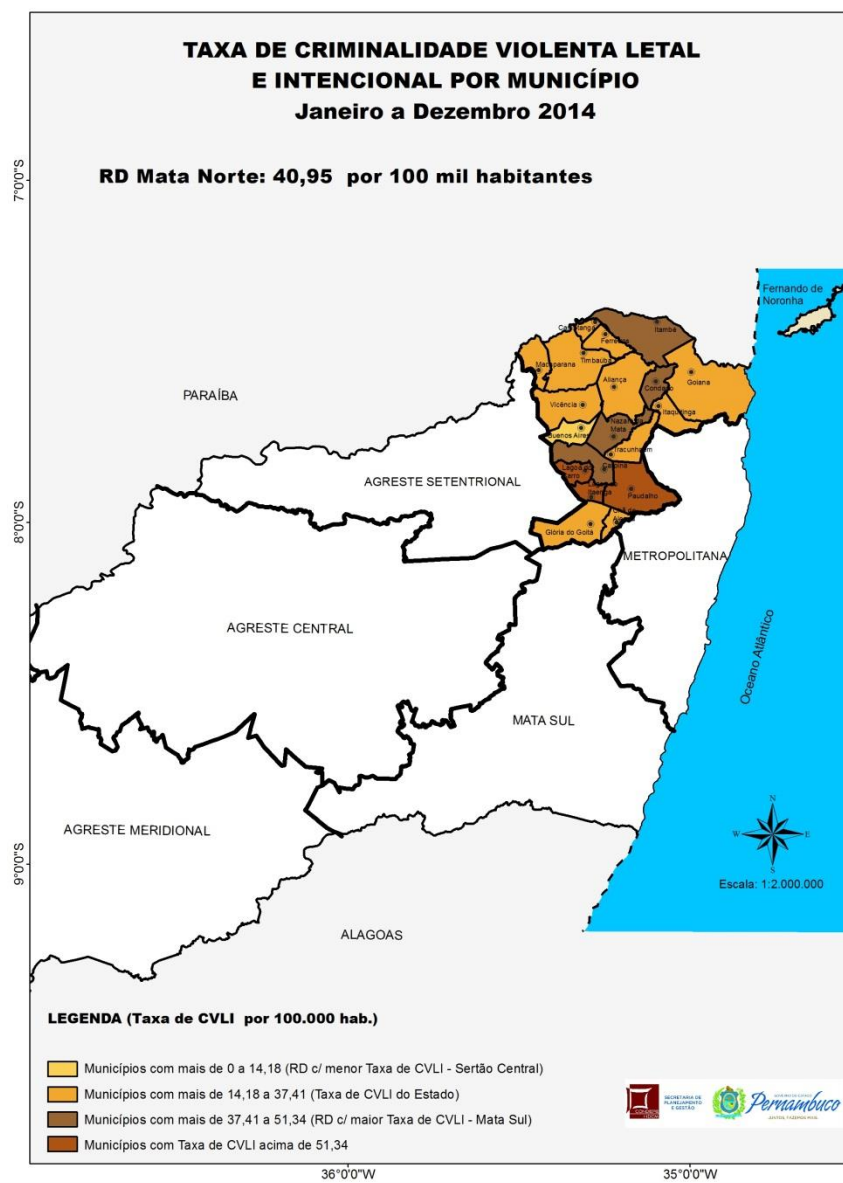 TAXA DE CRIMINALIDADE VIOLENTA LETAL
E INTENCIONAL POR MUNICÍPIO
Janeiro a Dezembro 2014
RD Mata Norte: 40,95 por 100 mil habitantes
7°0'0"S
Fernando de
Noronha
Itambé
Ferreiros
Timbaúba
Macaparana
Aliança
Condado
Goiana
PARAÍBA
Vicência
Itaquitinga
Mata
Buenos Aires
Tracunhaém
Carpina
AGRESTE SETENTRIONAL
Paudalho
8°0'0"S
Glória do Goitá
METROPOLITANA
AGRESTE CENTRAL
Oceano Atlântico
MATA SUL
AGRESTE MERIDIONAL
N
W
E
S
9°0'0"S
Escala: 1:2.000.000
ALAGOAS
LEGENDA (Taxa de CVLI por 100.000 hab.)
Municípios com mais de 0 a 14,18 (RD c/ menor Taxa de CVLI - Sertão Central)
Municípios com mais de 14,18 a 37,41 (Taxa de CVLI do Estado)
Municípios com mais de 37,41 a 51,34 (RD c/ maior Taxa de CVLI - Mata Sul)
Municípios com Taxa de CVLI acima de 51,34
SECRETARIA DE
PLANEJAMENTO
E GESTÃO
Pernambuco
36°0'0"W
35°0'0"W